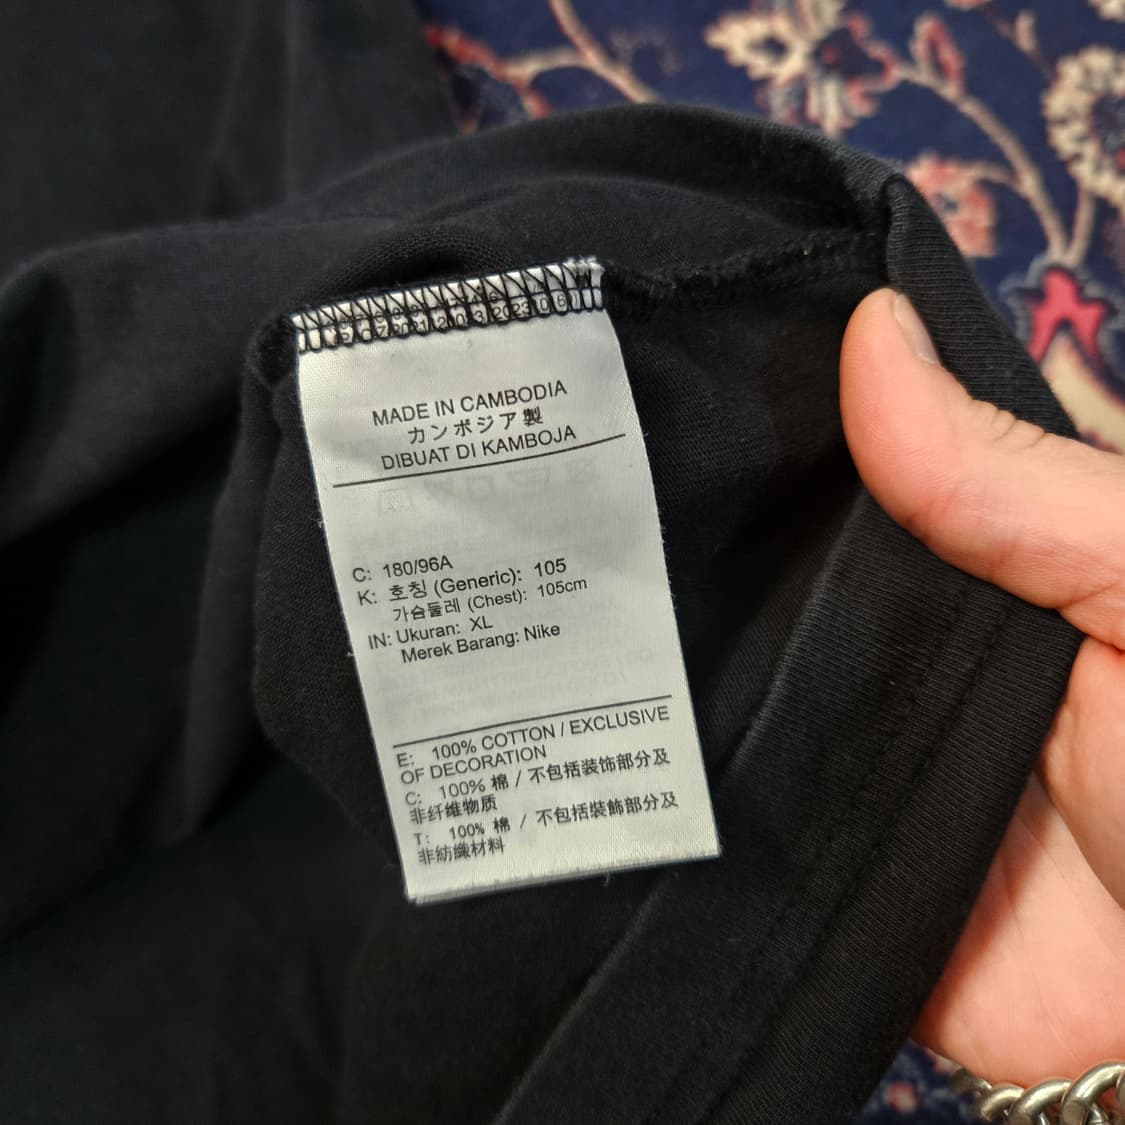 MADE IN CAMBODIA
カンボジア製
DIBUAT DI KAMBOJA
C: 180/96A
K: 호칭 (Generic): 105
가슴둘레 (Chest): 105cm
IN: Ukuran: XL
Merek Barang: Nike
E: 100% COTTON / EXCLUSIVE
OF DECORATION
C: 100% 棉 / 不包括装饰部分及
非纤维物质
T: 100% 棉 / 不包括裝飾部分及
非紡織材料